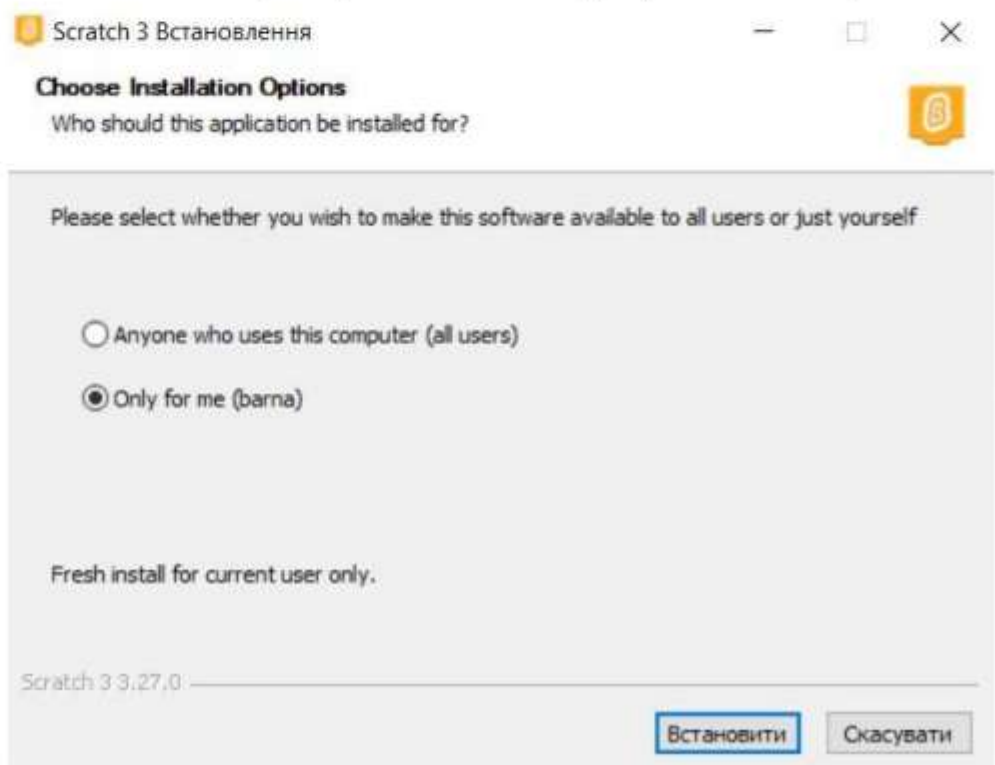 Scratch 3 Встановлення
Choose Installation Options
Who should this application be installed for?
Please select whether you wish to make this software available to all users or just yourself
Anyone who uses this computer (all users)
Only for me (barna)
Fresh install for current user only.
Scratch 3 3.27.0
Встановити Скасувати